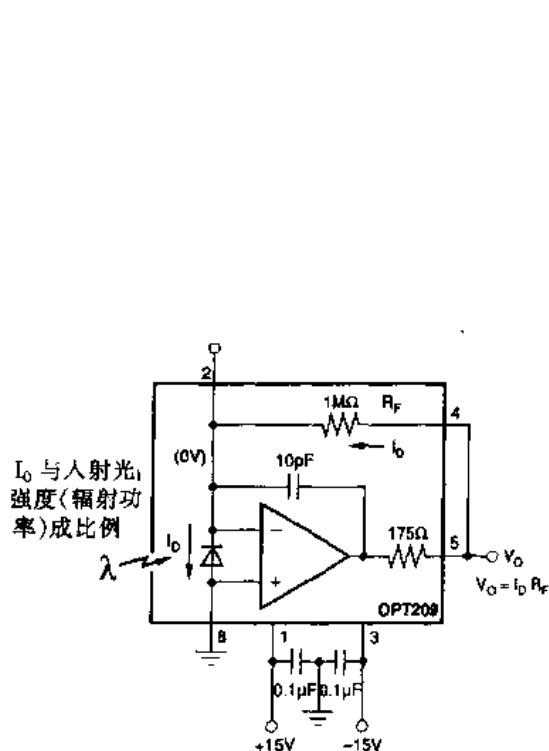 2
1MΩ R_F 4
(0V)
I_D
10pF
I_0 与入射光
强度(辐射功
率)成比例
λ
I_D
−
+
175Ω
5
V_O
V_O = I_D R_F
OPT209
8
1
3
0.1μF 0.1μF
+15V
−15V